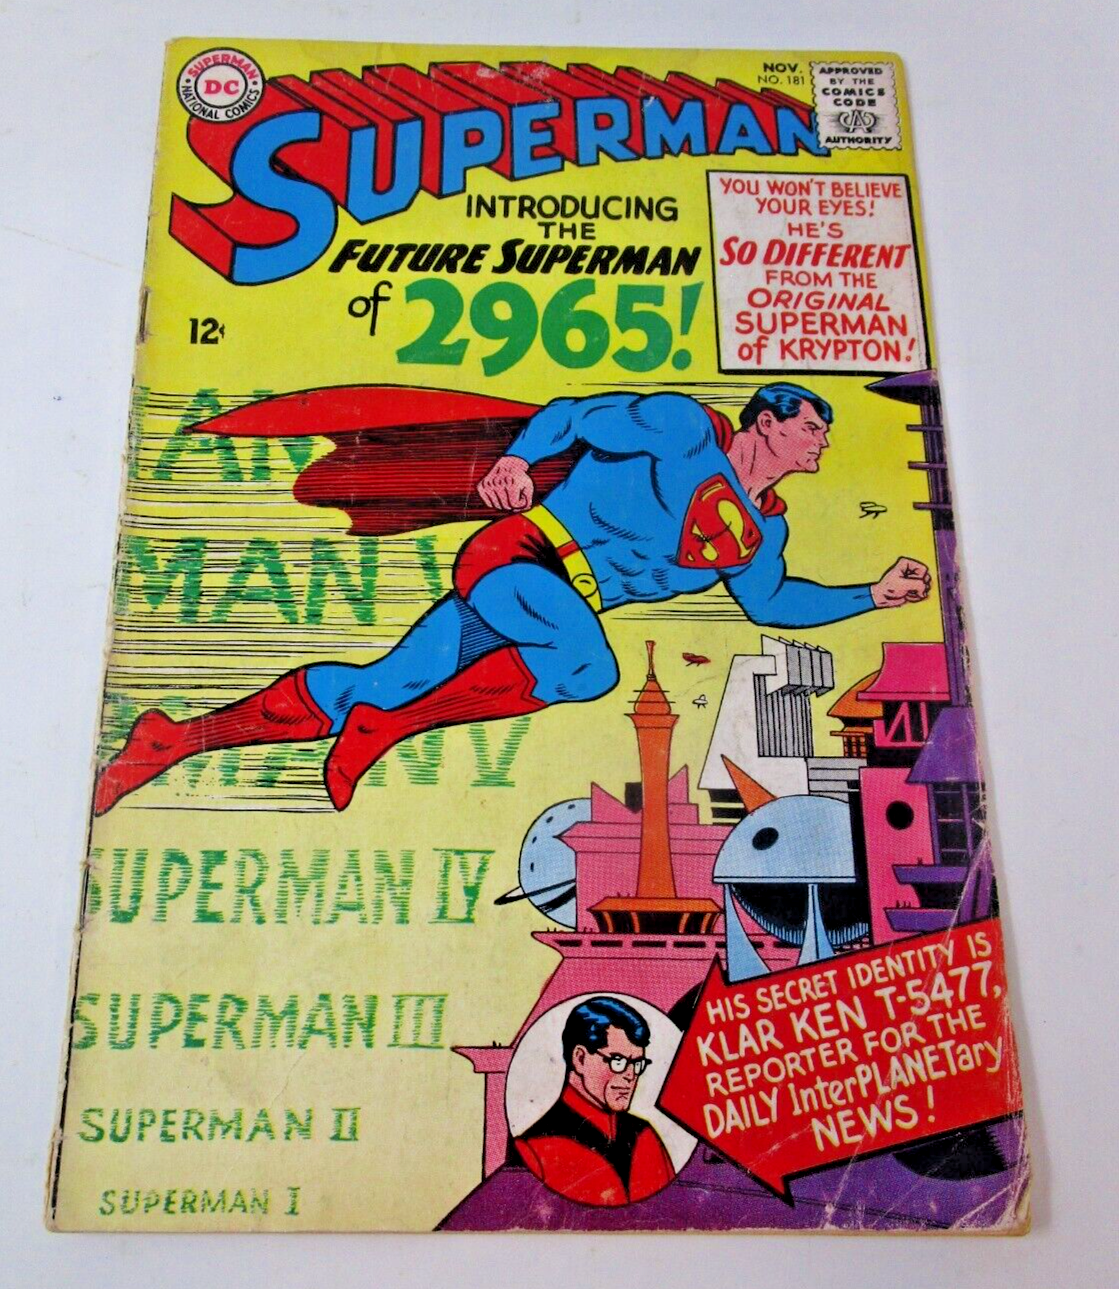 SUPERMAN
DC
NATIONAL COMICS
NOV.
NO. 181
APPROVED
BY THE
COMICS
CODE
CA
AUTHORITY
SUPERMAN
INTRODUCING
THE
FUTURE SUPERMAN
of 2965!
YOU WON'T BELIEVE
YOUR EYES!
HE'S
SO DIFFERENT
FROM THE
ORIGINAL
SUPERMAN
of KRYPTON!
12¢
MAN V
MAN V
SUPERMAN IV
SUPERMAN III
SUPERMAN II
SUPERMAN I
HIS SECRET IDENTITY IS
KLAR KEN T-5477,
REPORTER FOR THE
DAILY InterPLANETary
NEWS!